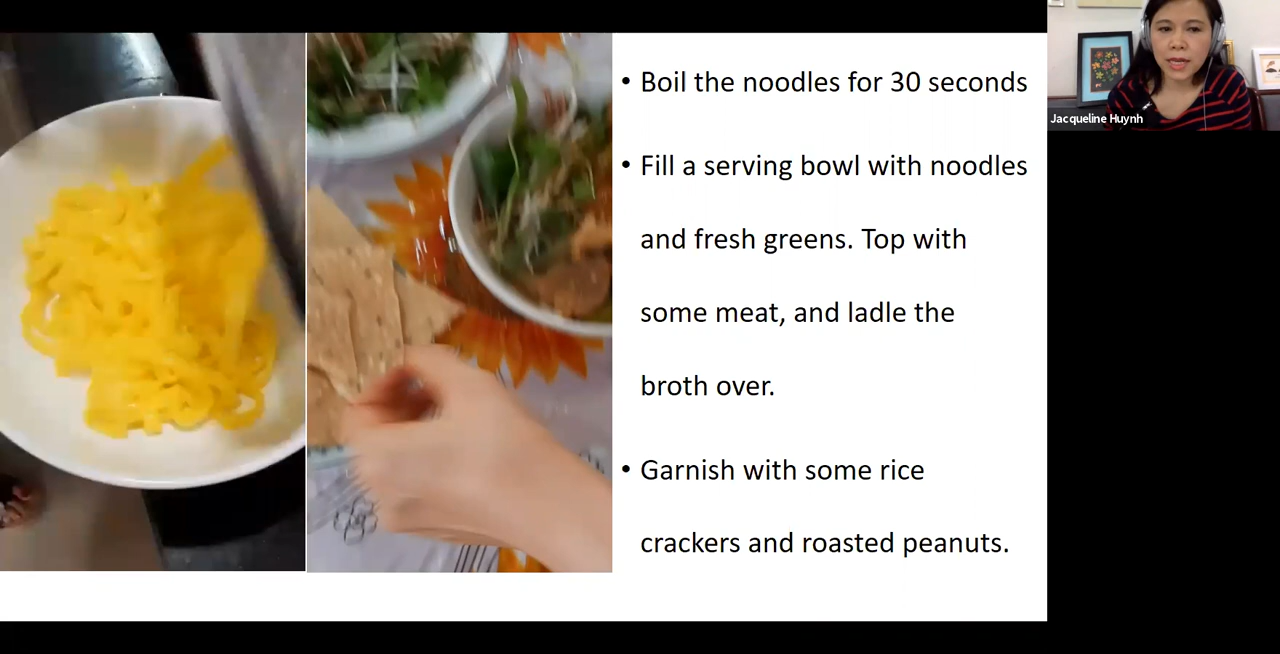 • Boil the noodles for 30 seconds
• Fill a serving bowl with noodles
and fresh greens. Top with
some meat, and ladle the
broth over.
• Garnish with some rice
crackers and roasted peanuts.
Jacqueline Huynh